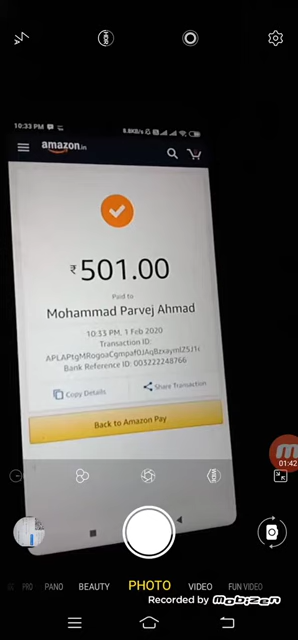 10:33 PM
6.8KB/s
amazon.in
₹501.00
Paid to
Mohammad Parvej Ahmad
10:33 PM, 1 Feb 2020
Transaction ID:
Bank Reference ID: 003222248766
Copy Details
Share Transaction
Back to Amazon Pay
01:42
PRO PANO BEAUTY PHOTO VIDEO FUN VIDEO
Recorded by Mobizen